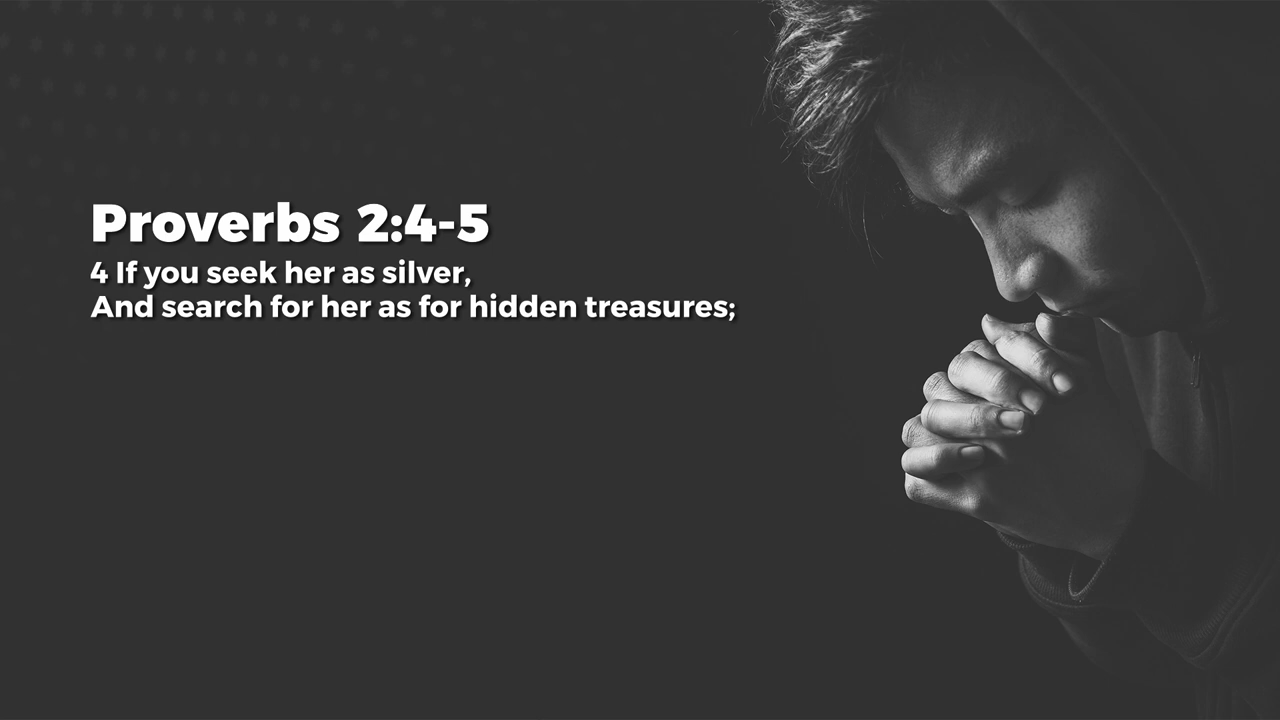 Proverbs 2:4-5
4 If you seek her as silver,
And search for her as for hidden treasures;